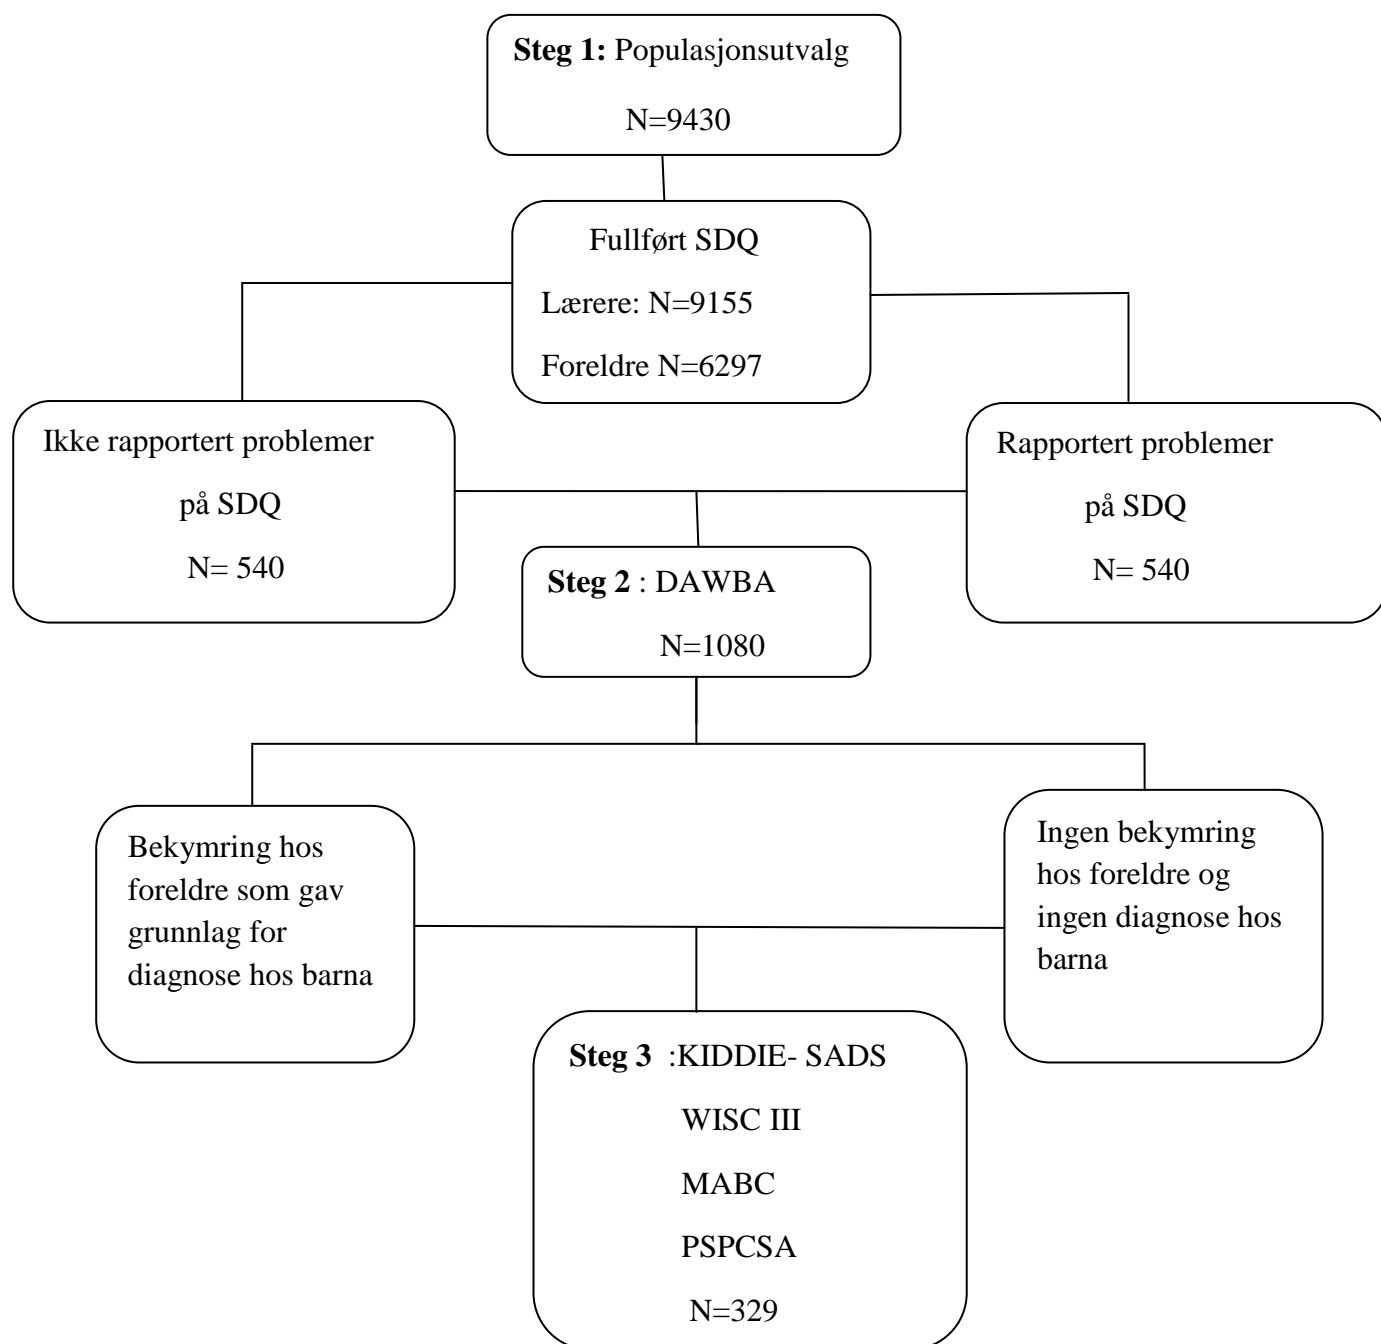 Steg 1: Populasjonsutvalg
N=9430
Fullført SDQ
Lærere: N=9155
Foreldre N=6297
Ikke rapportert problemer
på SDQ
N= 540
Rapportert problemer
på SDQ
N= 540
Steg 2 : DAWBA
N=1080
Bekymring hos
foreldre som gav
grunnlag for
diagnose hos barna
Ingen bekymring
hos foreldre og
ingen diagnose hos
barna
Steg 3 :KIDDIE- SADS
WISC III
MABC
PSPCSA
N=329